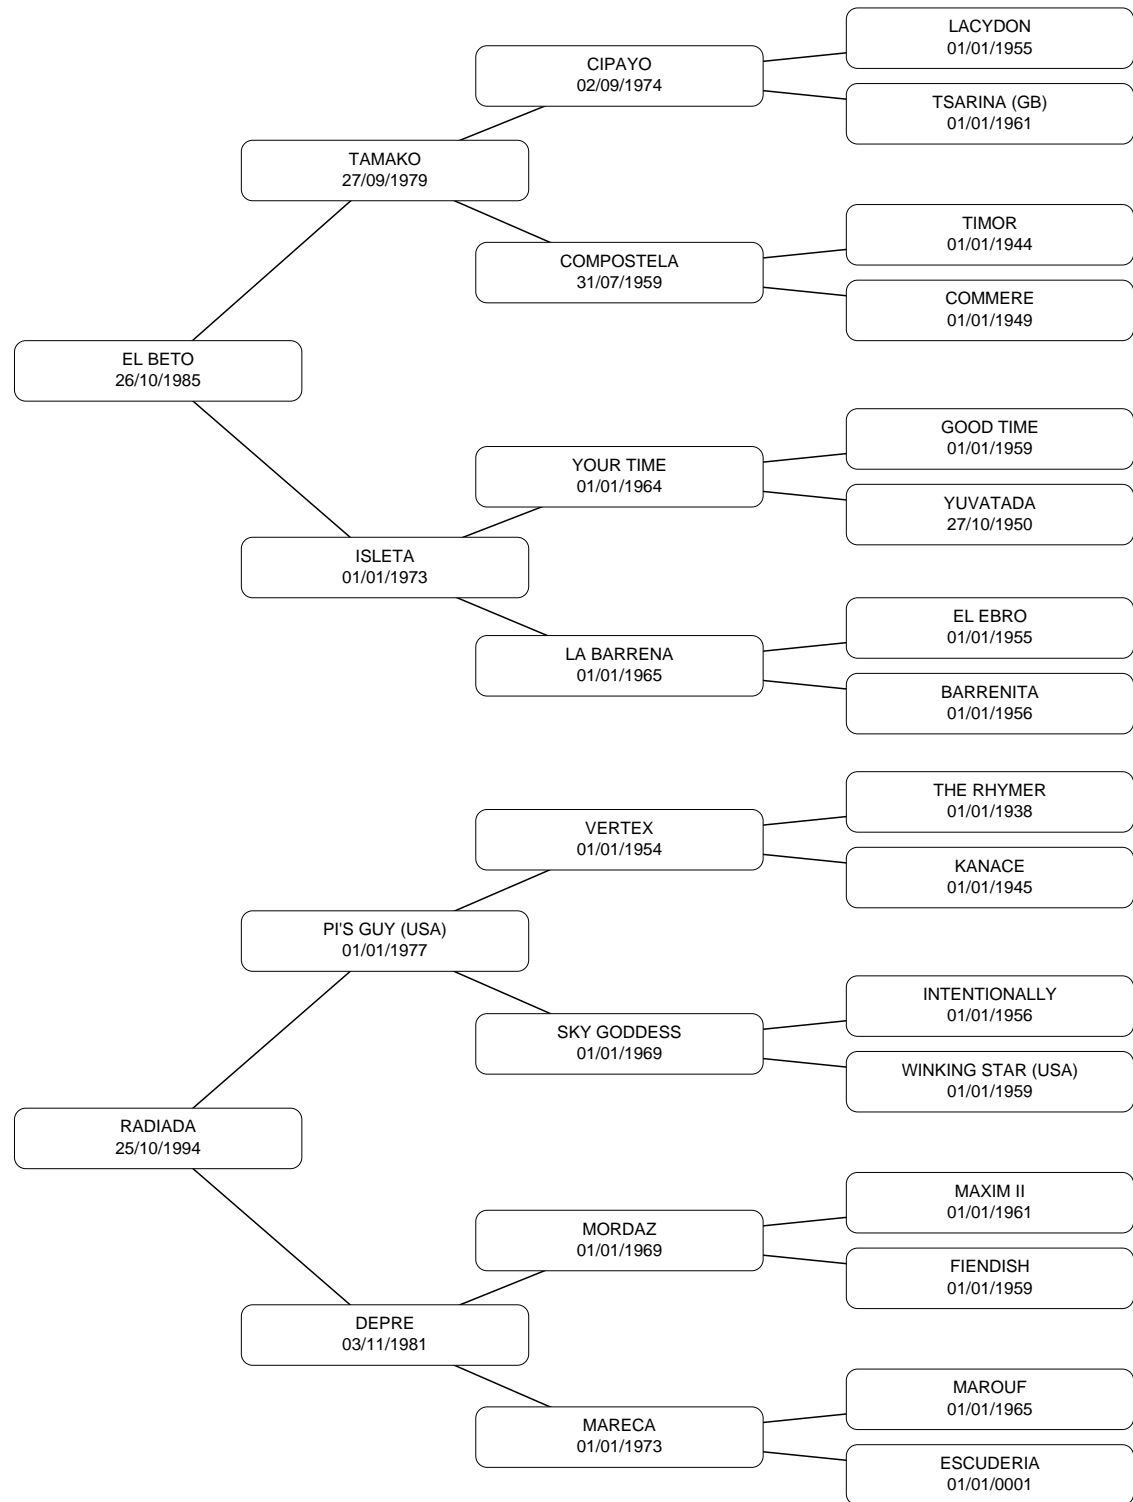 LACYDON
01/01/1955
CIPAYO
02/09/1974
TSARINA (GB)
01/01/1961
TAMAKO
27/09/1979
TIMOR
01/01/1944
COMPOSTELA
31/07/1959
COMMERE
01/01/1949
EL BETO
26/10/1985
GOOD TIME
01/01/1959
YOUR TIME
01/01/1964
YUVATADA
27/10/1950
ISLETA
01/01/1973
EL EBRO
01/01/1955
LA BARRENA
01/01/1965
BARRENITA
01/01/1956
THE RHYMER
01/01/1938
VERTEX
01/01/1954
KANACE
01/01/1945
PI'S GUY (USA)
01/01/1977
INTENTIONALLY
01/01/1956
SKY GODDESS
01/01/1969
WINKING STAR (USA)
01/01/1959
RADIADA
25/10/1994
MAXIM II
01/01/1961
MORDAZ
01/01/1969
FIENDISH
01/01/1959
DEPRE
03/11/1981
MAROUF
01/01/1965
MARECA
01/01/1973
ESCUDERIA
01/01/0001